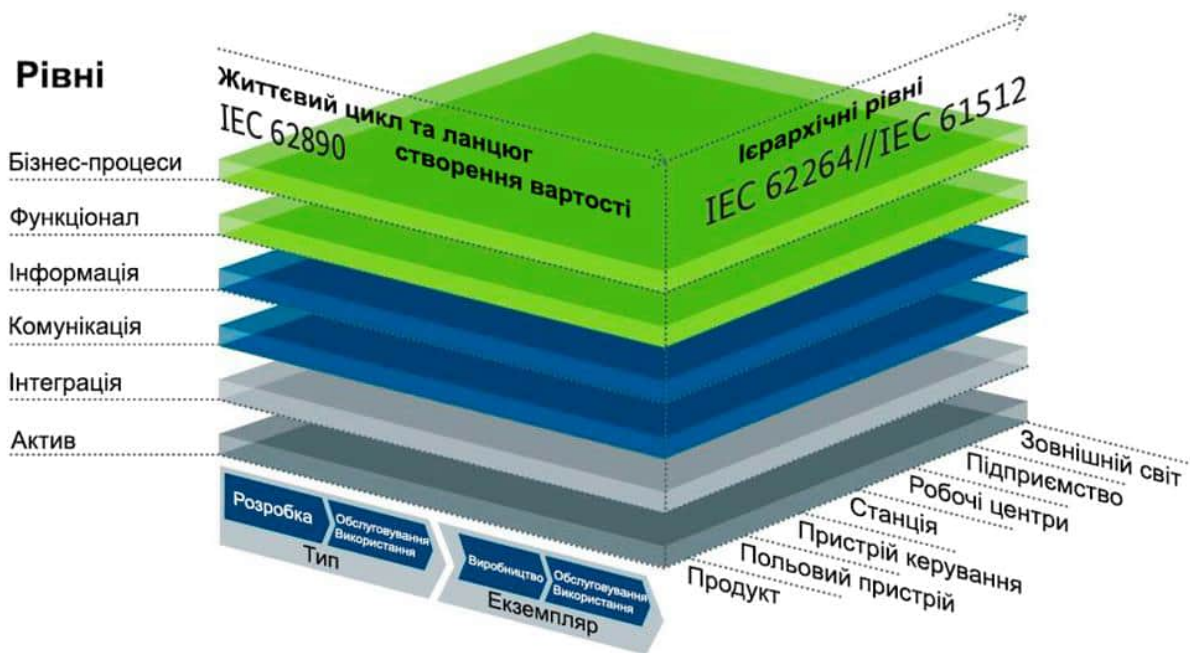 Рівні
Життєвий цикл та ланцюг
створення вартості
IEC 62890
Ієрархічні рівні
IEC 62264//IEC 61512
Бізнес-процеси
Функціонал
Інформація
Комунікація
Інтеграція
Актив
Розробка
Обслуговування
Використання
Тип
Виробництво
Обслуговування
Використання
Екземпляр
Зовнішній світ
Підприємство
Робочі центри
Станція
Пристрій керування
Польовий пристрій
Продукт